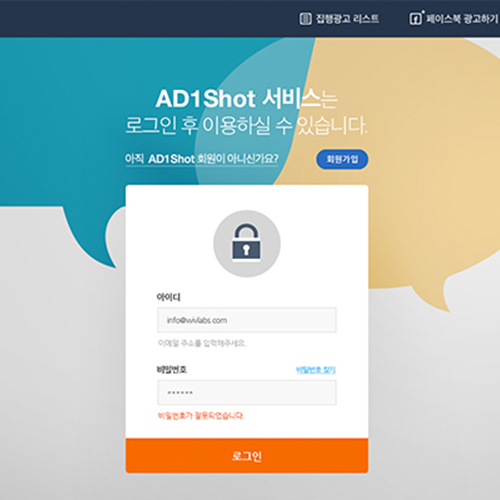 집행광고 리스트
페이스북 광고하기
AD1Shot 서비스는
로그인 후 이용하실 수 있습니다.
아직 AD1Shot 회원이 아니신가요?
회원가입
아이디
info@wivlabs.com
이메일 주소를 입력해주세요.
비밀번호
비밀번호 찾기
------
비밀번호가 잘못되었습니다.
로그인